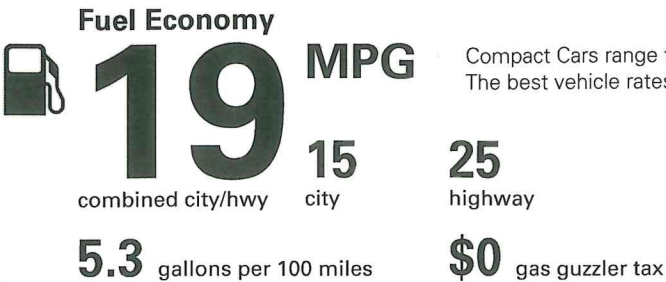 Fuel Economy
19 MPG
Compact Cars range
The best vehicle rates
15
25
combined city/hwy
city
highway
5.3 gallons per 100 miles
$0 gas guzzler tax